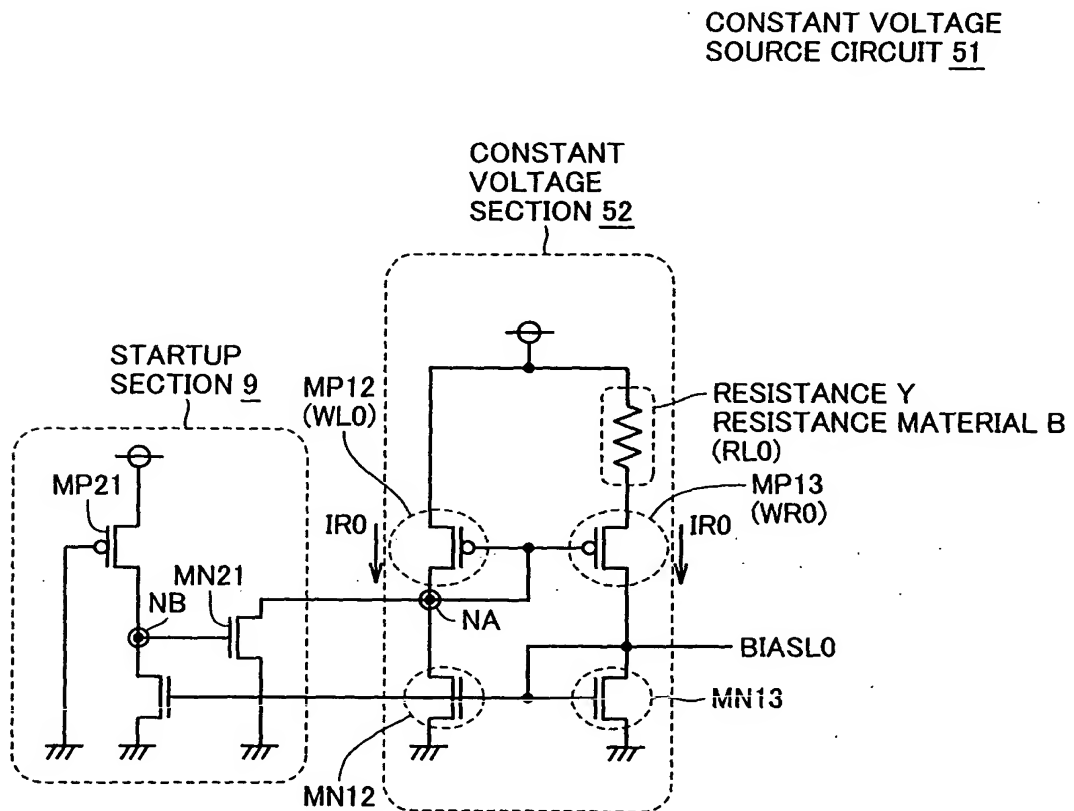 CONSTANT VOLTAGE
SOURCE CIRCUIT 51
CONSTANT
VOLTAGE
SECTION 52
STARTUP
SECTION 9
MP12
(WL0)
RESISTANCE Y
RESISTANCE MATERIAL B
(RL0)
MP21
MP13
(WR0)
IR0
IR0
MN21
NB
NA
BIASL0
MN13
MN12